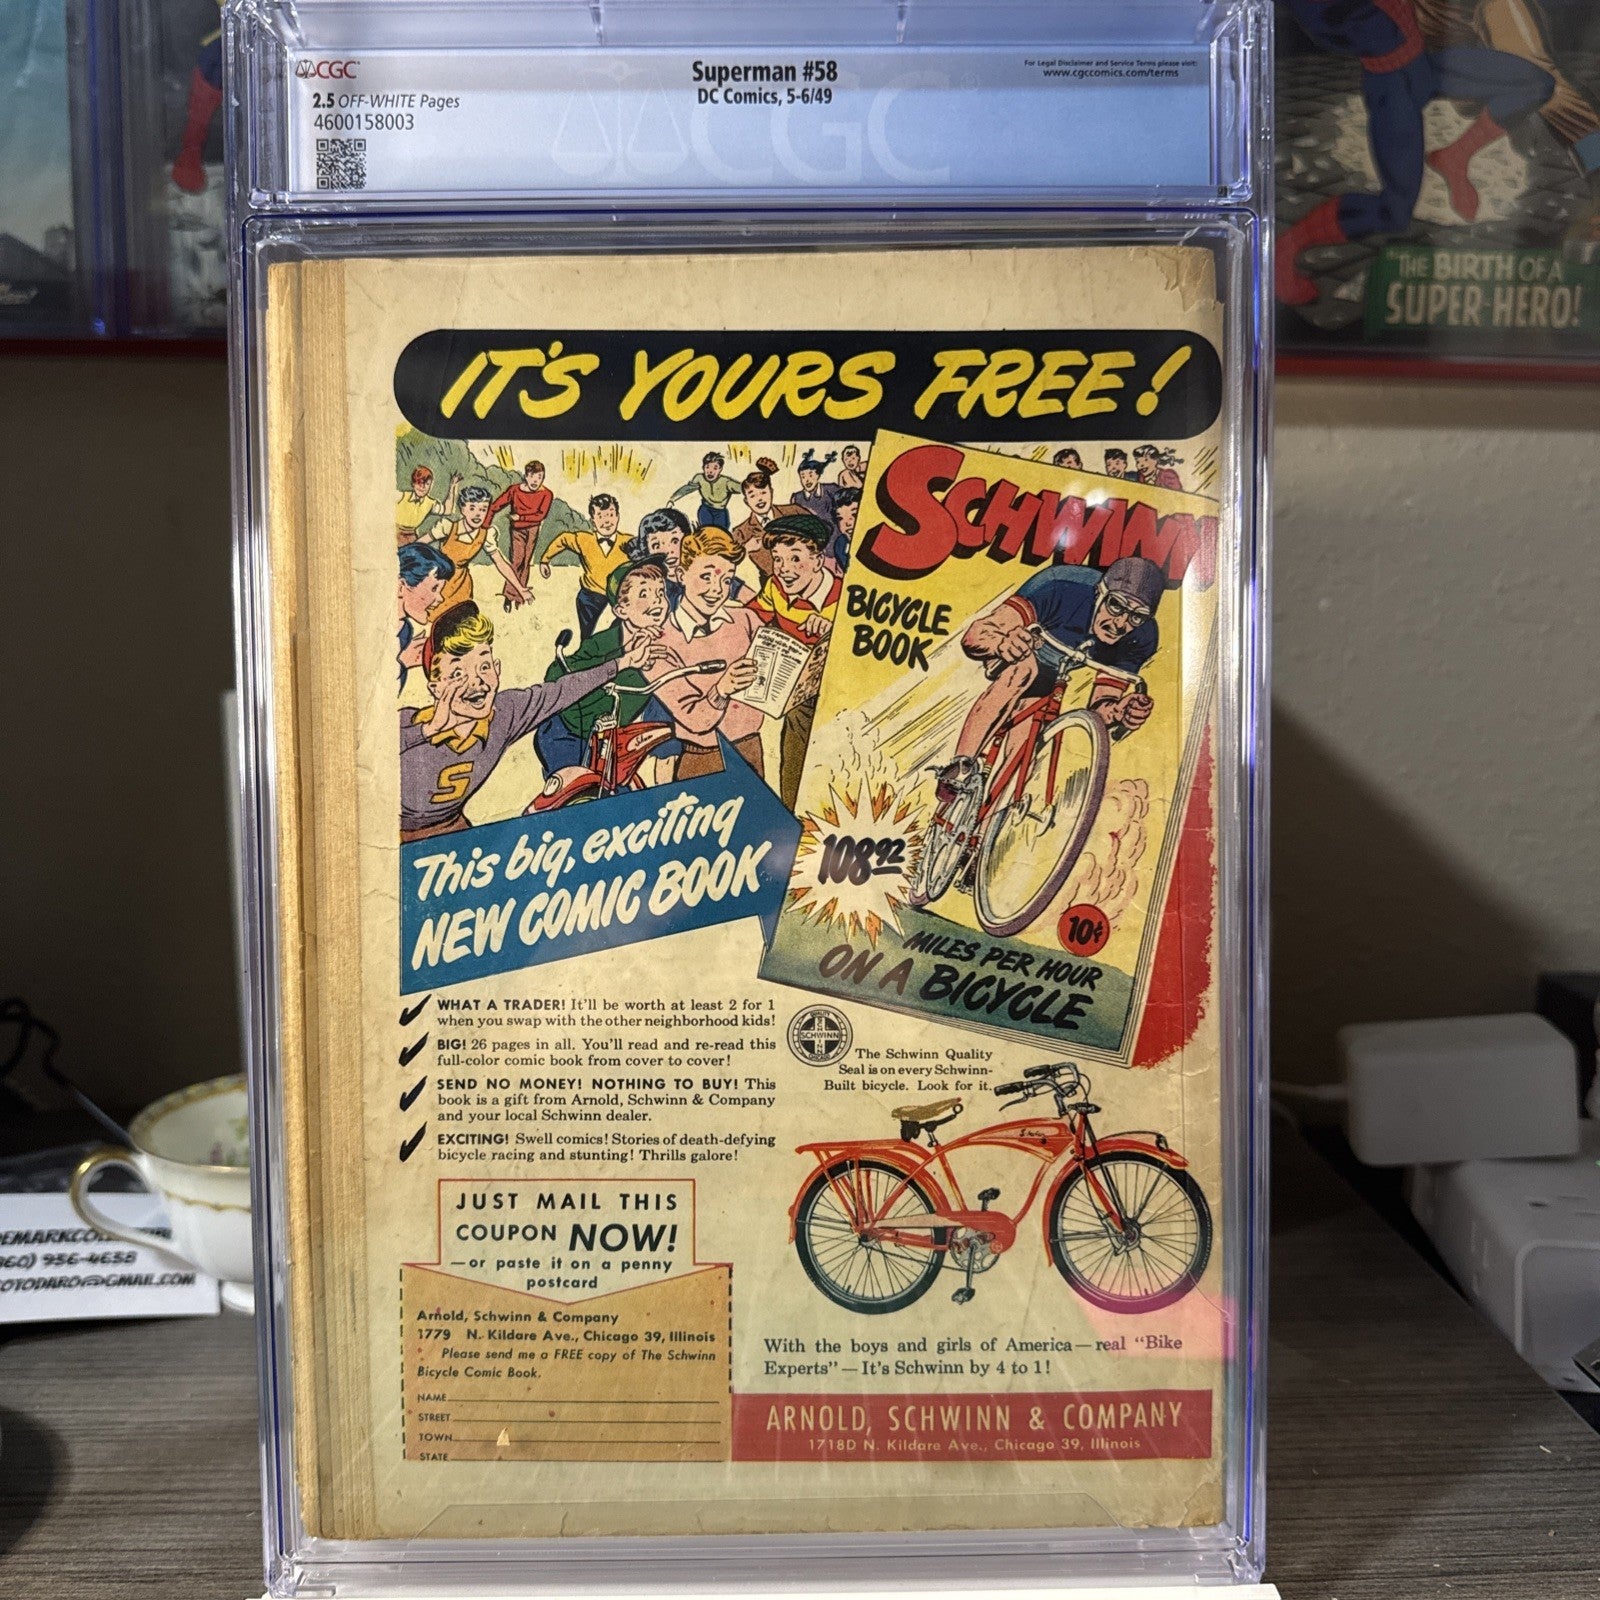 CGC
2.5 OFF-WHITE Pages
4600158003
Superman #58
DC Comics, 5-6/49
For Legal Disclaimer and Service Terms please visit:
www.cgccomics.com/terms
CGC
"THE BIRTH OF A
SUPER-HERO!
IT'S YOURS FREE!
SCHWINN
BICYCLE
BOOK
S
108.92
10¢
MILES PER HOUR
ON A BICYCLE
This big, exciting
NEW COMIC BOOK
WHAT A TRADER! It'll be worth at least 2 for 1
when you swap with the other neighborhood kids!
BIG! 26 pages in all. You'll read and re-read this
full-color comic book from cover to cover!
SEND NO MONEY! NOTHING TO BUY! This
book is a gift from Arnold, Schwinn & Company
and your local Schwinn dealer.
EXCITING! Swell comics! Stories of death-defying
bicycle racing and stunting! Thrills galore!
SCHWINN
The Schwinn Quality
Seal is on every Schwinn-
Built bicycle. Look for it.
JUST MAIL THIS
COUPON NOW!
—or paste it on a penny
postcard
Arnold, Schwinn & Company
1779 N. Kildare Ave., Chicago 39, Illinois
Please send me a FREE copy of The Schwinn
Bicycle Comic Book.
NAME
STREET
TOWN
STATE
With the boys and girls of America—real "Bike
Experts"—It's Schwinn by 4 to 1!
ARNOLD, SCHWINN & COMPANY
1718D N. Kildare Ave., Chicago 39, Illinois